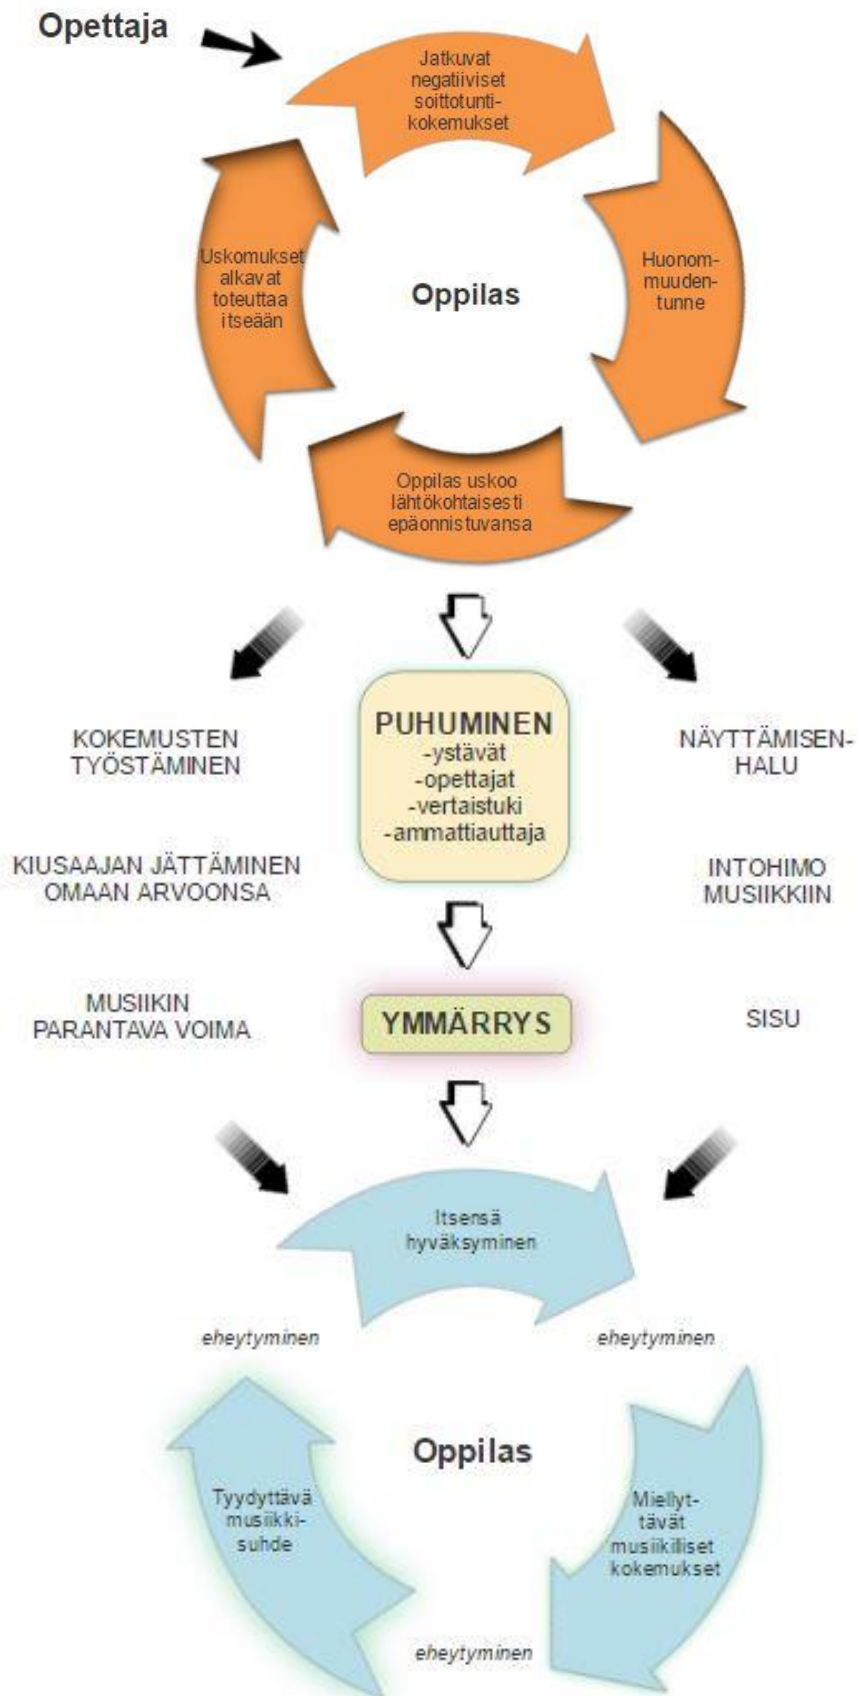 Opettaja
Jatkuvat
negatiiviset
soittotunti-
kokemukset
Huonom-
muuden-
tunne
Oppilas uskoo
lähtökohtaisesti
epäonnistuvansa
Uskomukset
alkavat
toteuttaa
itseään
Oppilas
KOKEMUSTEN
TYÖSTÄMINEN
KIUSAAJAN JÄTTÄMINEN
OMAAN ARVOONSA
MUSIIKIN
PARANTAVA VOIMA
PUHUMINEN
-ystävät
-opettajat
-vertaistuki
-ammattiauttaja
YMMÄRRYS
NÄYTTÄMISEN-
HALU
INTOHIMO
MUSIIKKIIN
SISU
Itsensä
hyväksyminen
eheytyminen
eheytyminen
Oppilas
Miellyt-
tävät
musiikilliset
kokemukset
Tyydyttävä
musiikki-
suhde
eheytyminen